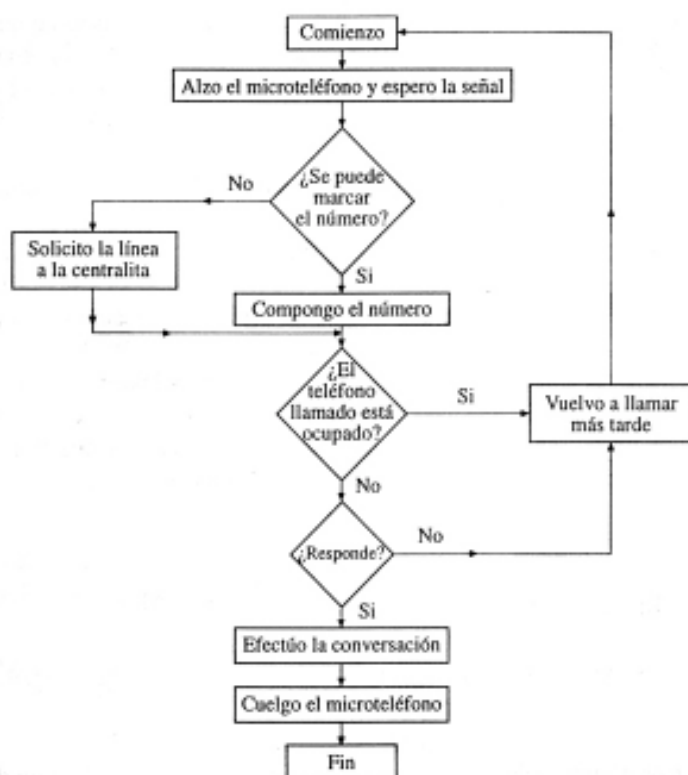 Comienzo
Alzo el microteléfono y espero la señal
¿Se puede
marcar
el número?
No
Solicito la línea
a la centralita
Si
Compongo el número
¿El
teléfono
llamado está
ocupado?
Si
Vuelvo a llamar
más tarde
No
¿Responde?
No
Si
Efectúo la conversación
Cuelgo el microteléfono
Fin